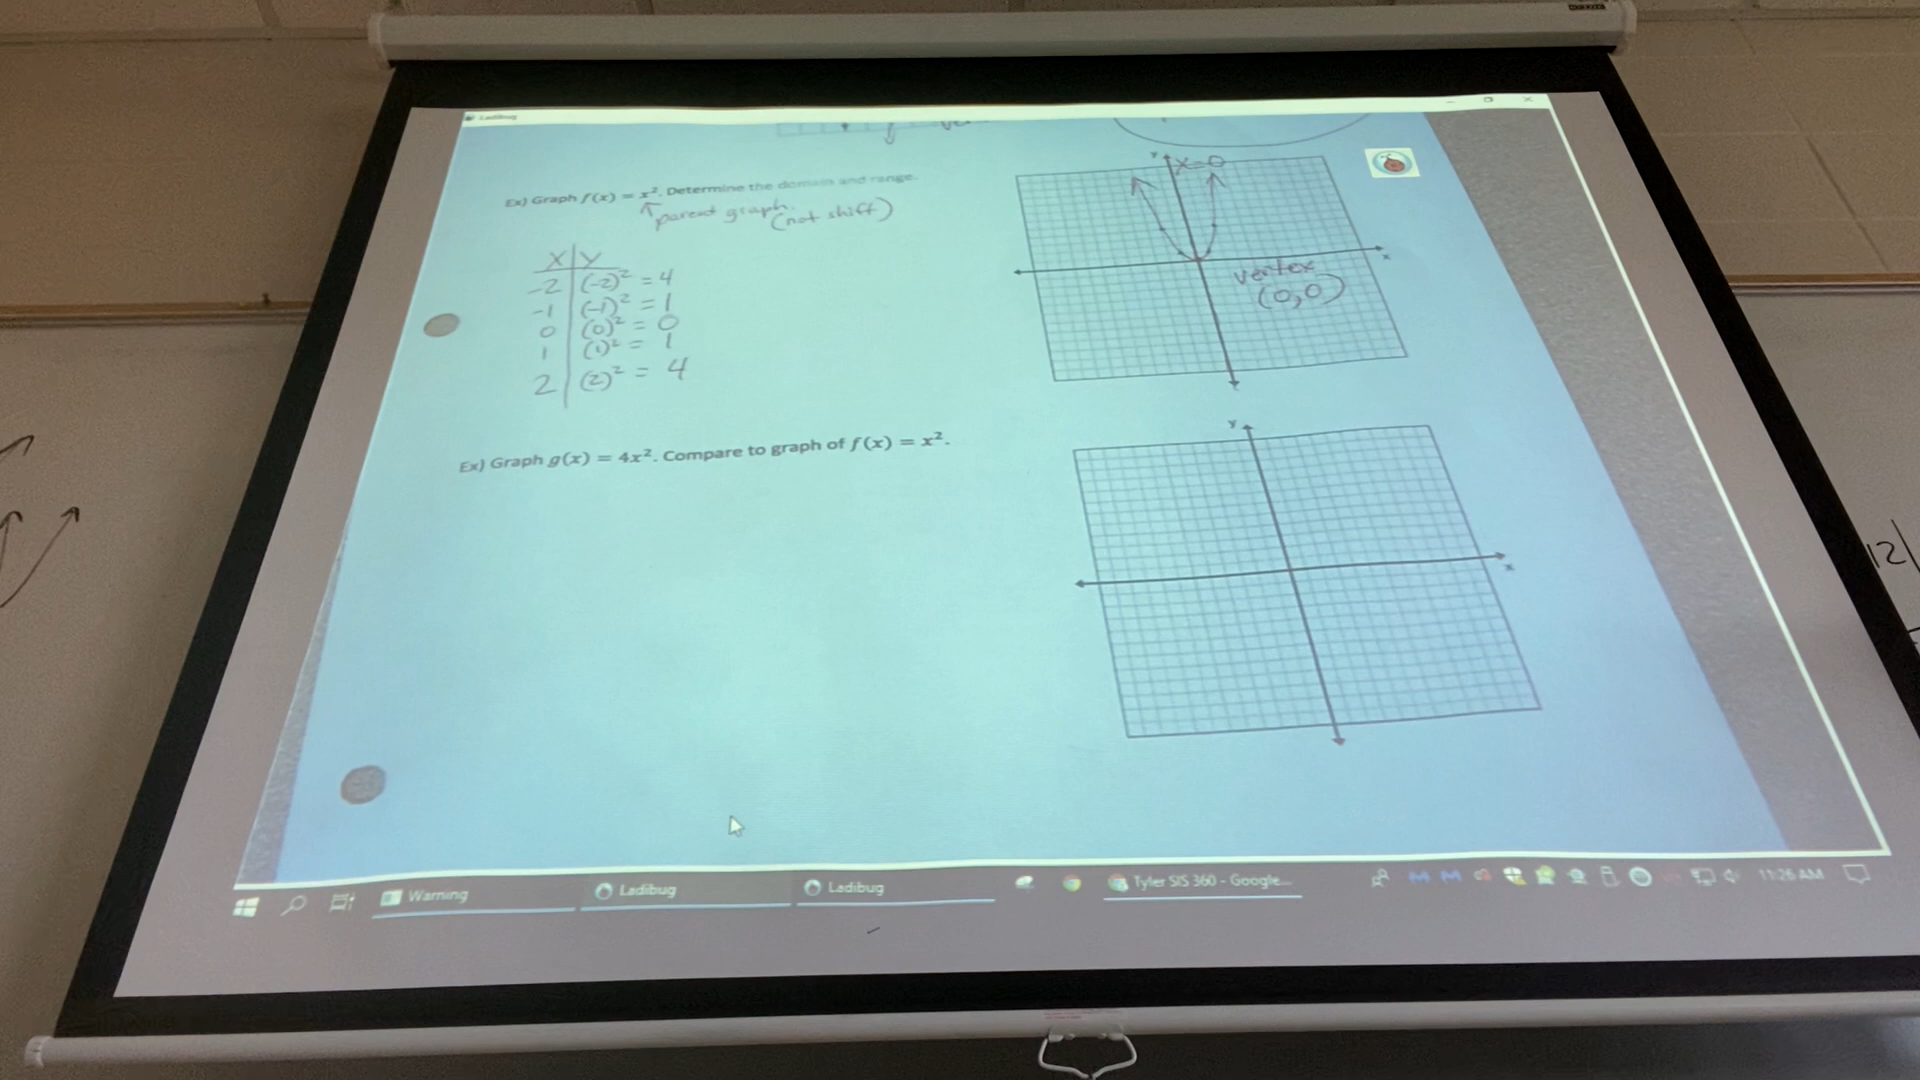 Ladibug
Ex) Graph f(x) = x². Determine the domain and range.
parent graph.
(not shift)
x=0
y
x
vertex
(0,0)
X | Y
-2 | (-2)² = 4
-1 | (-1)² = 1
0 | (0)² = 0
1 | (1)² = 1
2 | (2)² = 4
Ex) Graph g(x) = 4x². Compare to graph of f(x) = x².
y
x
12
Warning
Ladibug
Ladibug
Tyler SIS 360 - Google...
11:26 AM